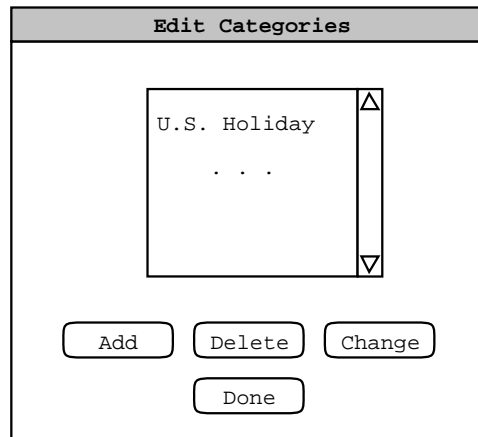 Edit Categories
U.S. Holiday
. . .
Add Delete Change
Done